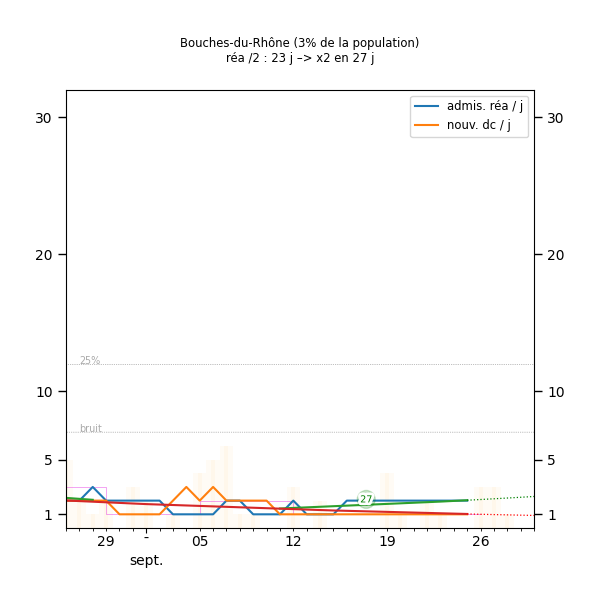 Bouches-du-Rhône (3% de la population)
réa /2 : 23 j –> x2 en 27 j
admis. réa / j
nouv. dc / j
30 30
20 20
25%
10 10
bruit
5 5
27
1 1
29 - 05 12 19 26
sept.